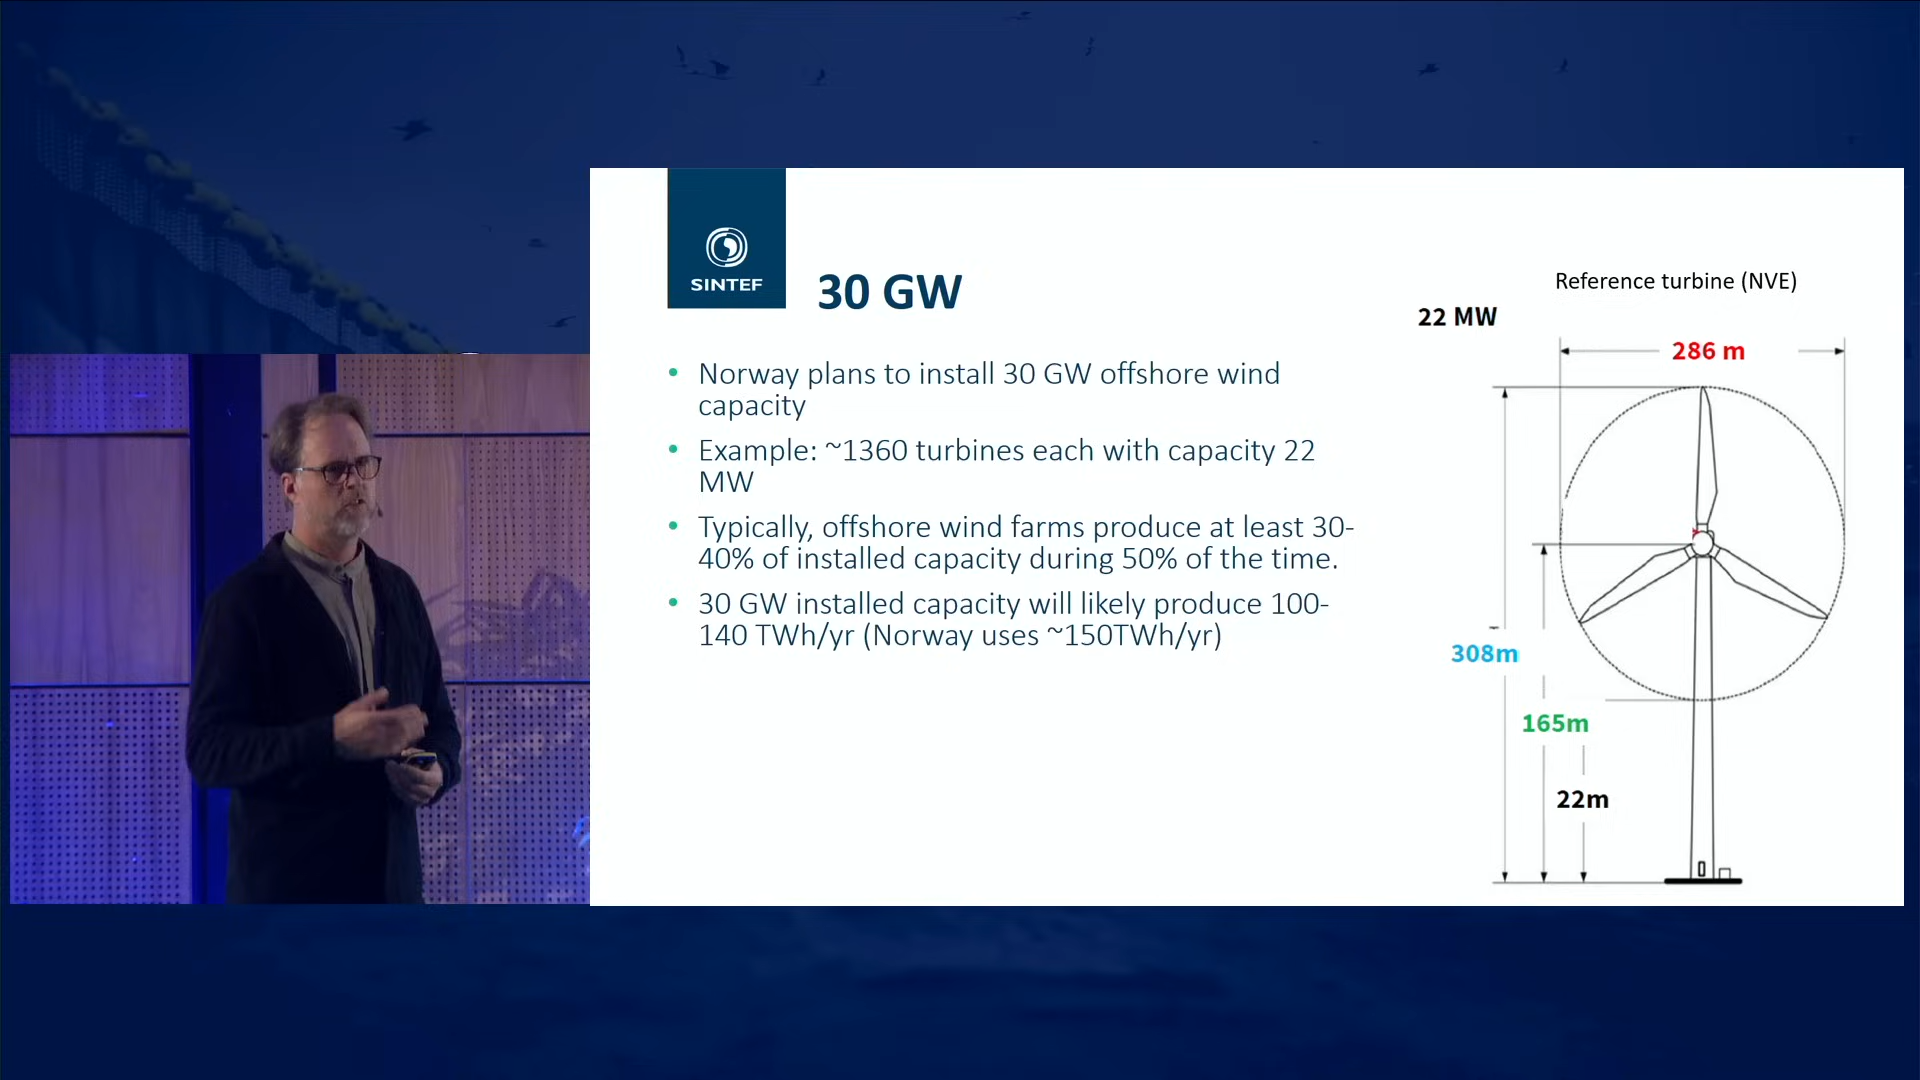 SINTEF
30 GW
Norway plans to install 30 GW offshore wind
capacity
Example: ~1360 turbines each with capacity 22
MW
Typically, offshore wind farms produce at least 30-
40% of installed capacity during 50% of the time.
30 GW installed capacity will likely produce 100-
140 TWh/yr (Norway uses ~150TWh/yr)
Reference turbine (NVE)
22 MW
286 m
308m
165m
22m